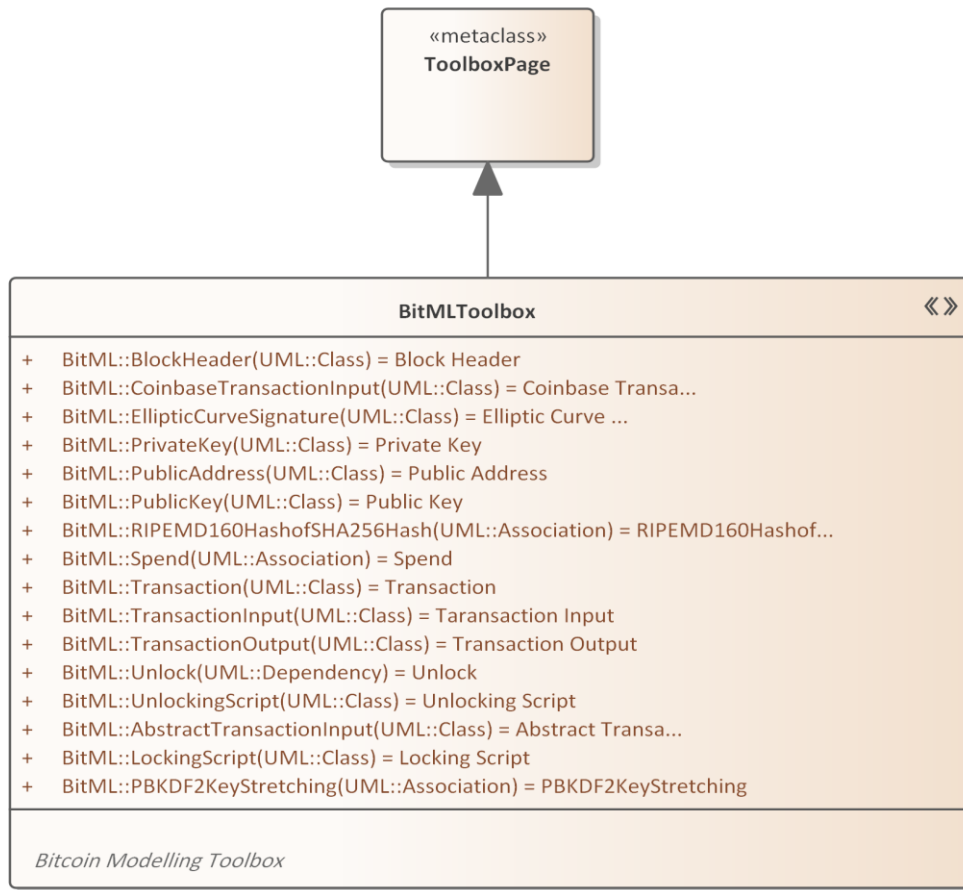 «metaclass»
ToolboxPage
BitMLToolbox
«»
+ BitML::BlockHeader(UML::Class) = Block Header
+ BitML::CoinbaseTransactionInput(UML::Class) = Coinbase Transa...
+ BitML::EllipticCurveSignature(UML::Class) = Elliptic Curve ...
+ BitML::PrivateKey(UML::Class) = Private Key
+ BitML::PublicAddress(UML::Class) = Public Address
+ BitML::PublicKey(UML::Class) = Public Key
+ BitML::RIPEMD160HashofSHA256Hash(UML::Association) = RIPEMD160Hashof...
+ BitML::Spend(UML::Association) = Spend
+ BitML::Transaction(UML::Class) = Transaction
+ BitML::TransactionInput(UML::Class) = Taransaction Input
+ BitML::TransactionOutput(UML::Class) = Transaction Output
+ BitML::Unlock(UML::Dependency) = Unlock
+ BitML::UnlockingScript(UML::Class) = Unlocking Script
+ BitML::AbstractTransactionInput(UML::Class) = Abstract Transa...
+ BitML::LockingScript(UML::Class) = Locking Script
+ BitML::PBKDF2KeyStretching(UML::Association) = PBKDF2KeyStretching
Bitcoin Modelling Toolbox